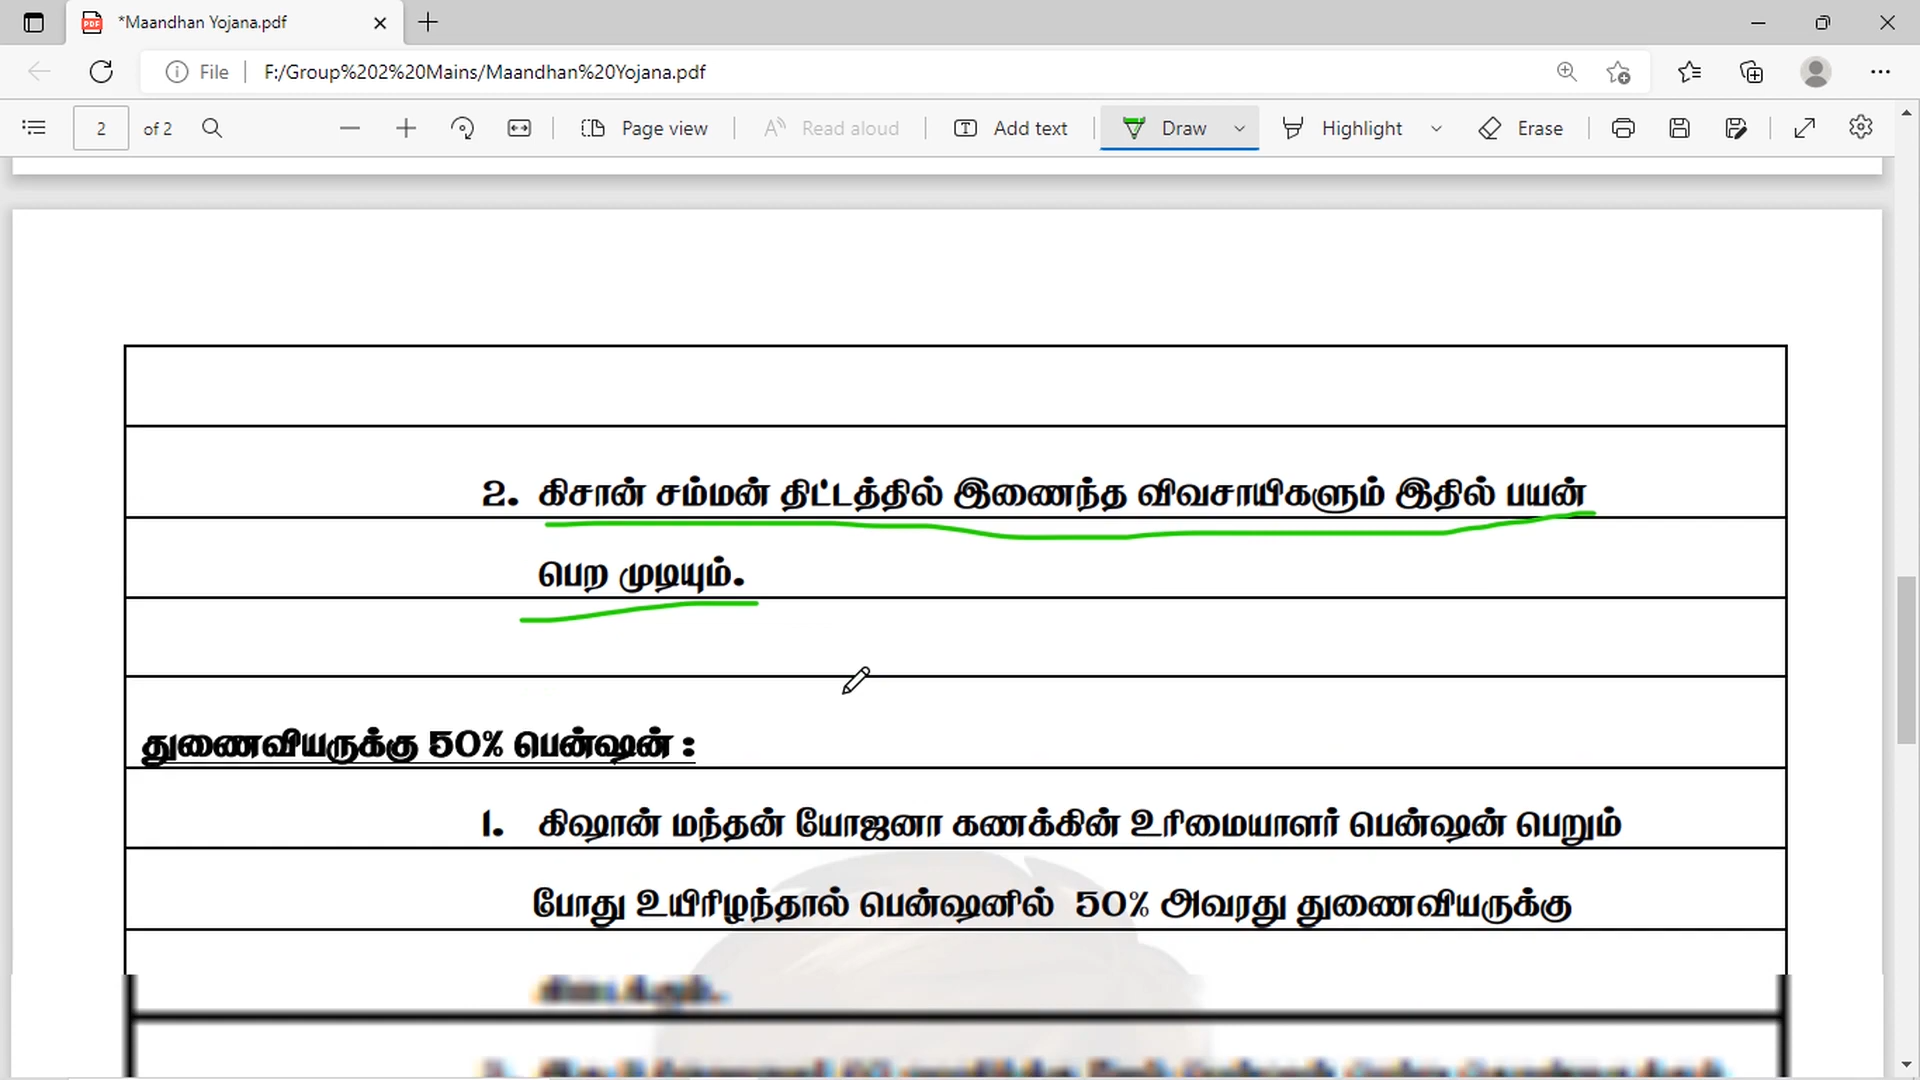 *Maandhan Yojana.pdf
File
F:/Group%202%20Mains/Maandhan%20Yojana.pdf
2 of 2
Page view
Read aloud
Add text
Draw
Highlight
Erase
2. கிசான் சம்மன் திட்டத்தில் இணைந்த விவசாயிகளும் இதில் பயன்
பெற முடியும்.
துணைவியருக்கு 50% பென்ஷன் :
1. கிஷான் மந்தன் யோஜனா கணக்கின் உரிமையாளர் பென்ஷன் பெறும்
போது உயிரிழந்தால் பென்ஷனில் 50% அவரது துணைவியருக்கு